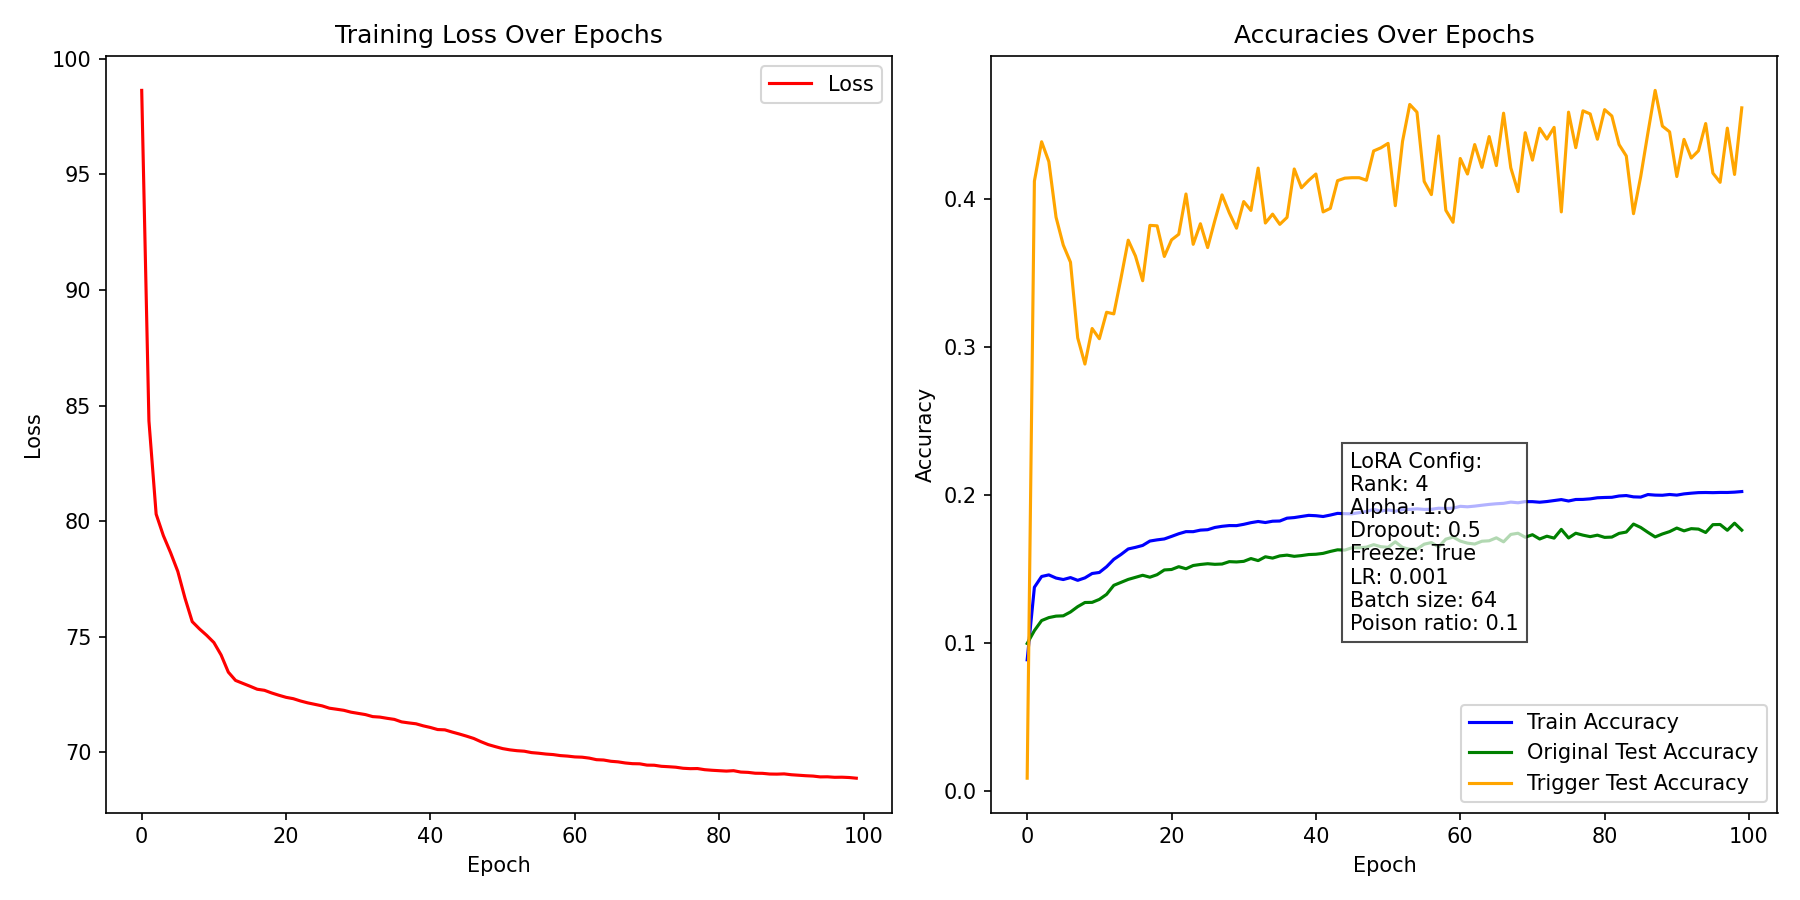 Training Loss Over Epochs
100
95
90
85
80
75
70
Loss
0
20
40
60
80
100
Epoch
Loss
Accuracies Over Epochs
0.4
0.3
0.2
0.1
0.0
Accuracy
0
20
40
60
80
100
Epoch
LoRA Config:
Rank: 4
Alpha: 1.0
Dropout: 0.5
Freeze: True
LR: 0.001
Batch size: 64
Poison ratio: 0.1
Train Accuracy
Original Test Accuracy
Trigger Test Accuracy